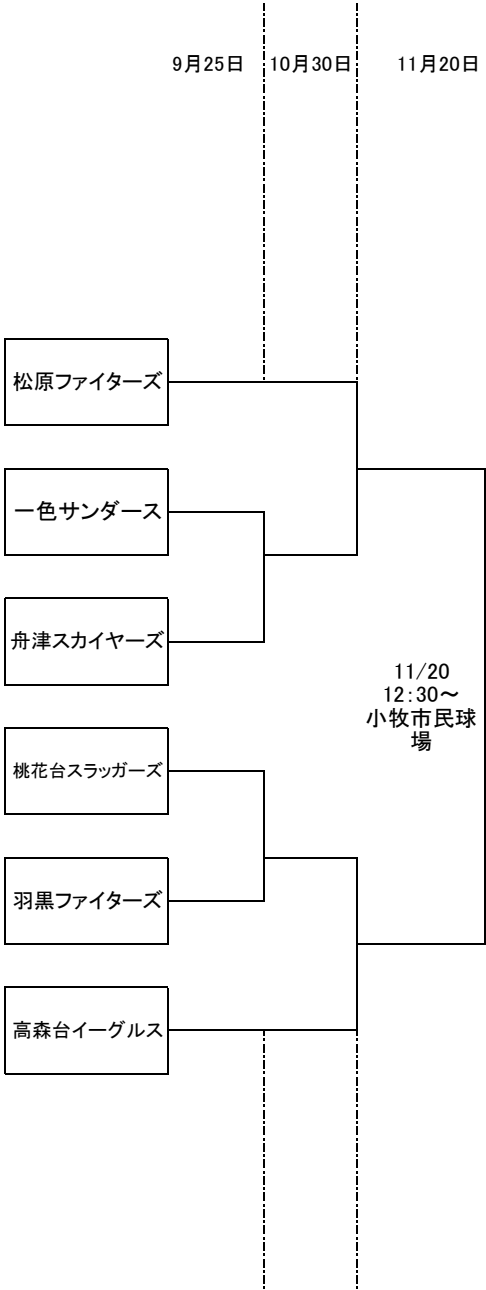 9月25日
10月30日
11月20日
松原ファイターズ
一色サンダース
舟津スカイヤーズ
11/20
12:30～
小牧市民球
場
桃花台スラッガーズ
羽黒ファイターズ
高森台イーグルス